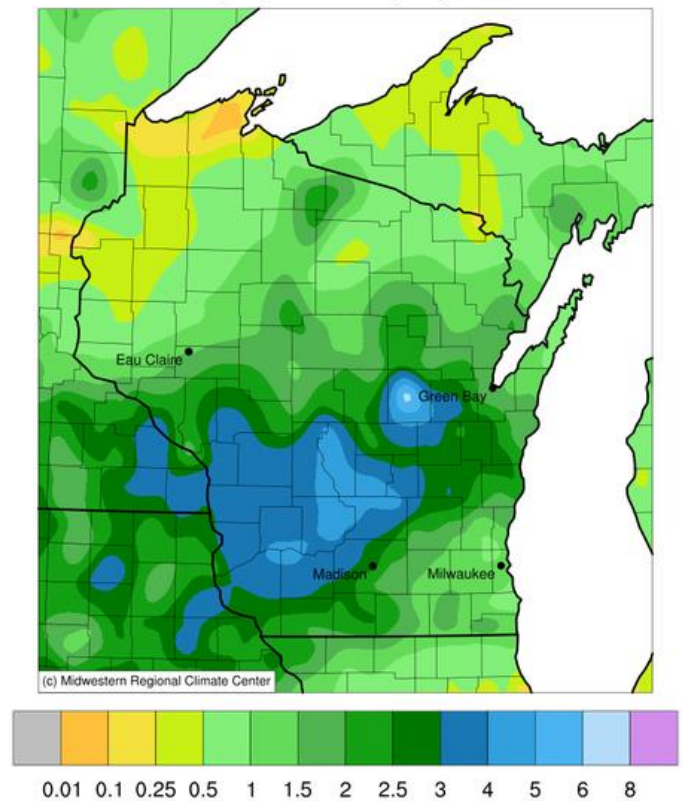 Eau Claire
Green Bay
Madison
Milwaukee
(c) Midwestern Regional Climate Center
0.01 0.1 0.25 0.5 1 1.5 2 2.5 3 4 5 6 8